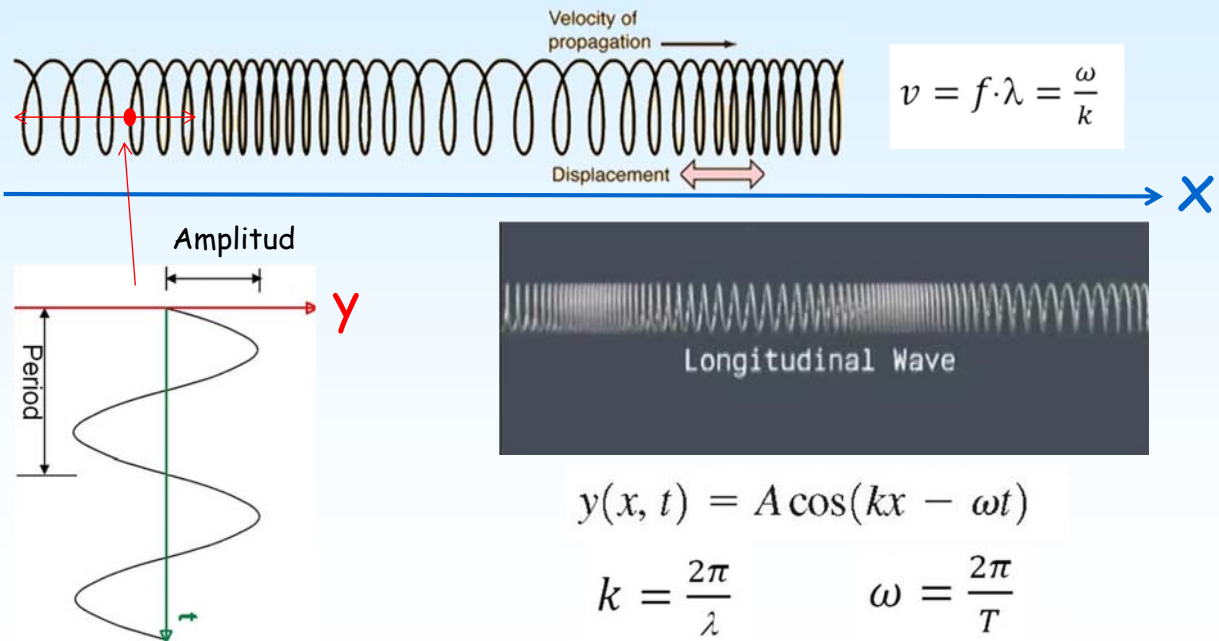 Velocity of
propagation
v = f·λ = ω/k
Displacement
X
Amplitud
y
Period
t
Longitudinal Wave
y(x, t) = A cos(kx − ωt)
k = 2π/λ
ω = 2π/T